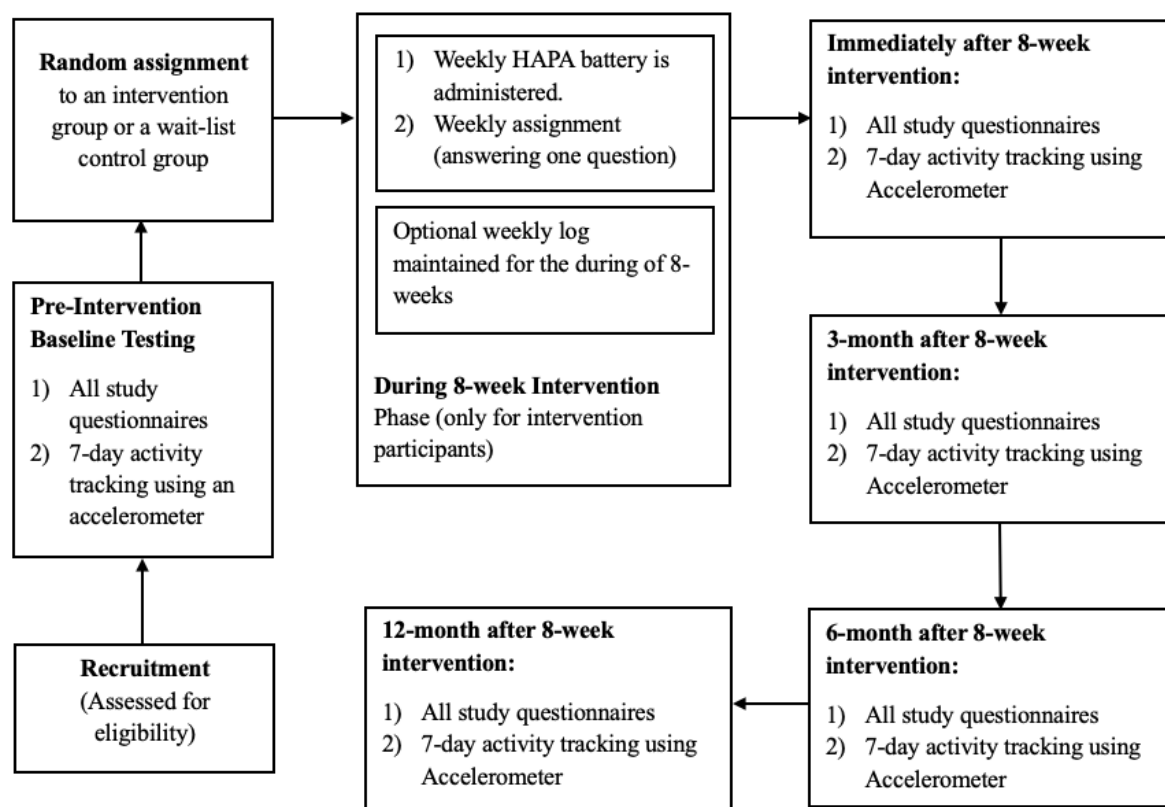 Random assignment
to an intervention
group or a wait-list
control group
1) Weekly HAPA battery is
administered.
2) Weekly assignment
(answering one question)
Optional weekly log
maintained for the during of 8-
weeks
During 8-week Intervention
Phase (only for intervention
participants)
Immediately after 8-week
intervention:
1) All study questionnaires
2) 7-day activity tracking using
Accelerometer
Pre-Intervention
Baseline Testing
1) All study
questionnaires
2) 7-day activity
tracking using an
accelerometer
3-month after 8-week
intervention:
1) All study questionnaires
2) 7-day activity tracking using
Accelerometer
Recruitment
(Assessed for
eligibility)
12-month after 8-week
intervention:
1) All study questionnaires
2) 7-day activity tracking using
Accelerometer
6-month after 8-week
intervention:
1) All study questionnaires
2) 7-day activity tracking using
Accelerometer